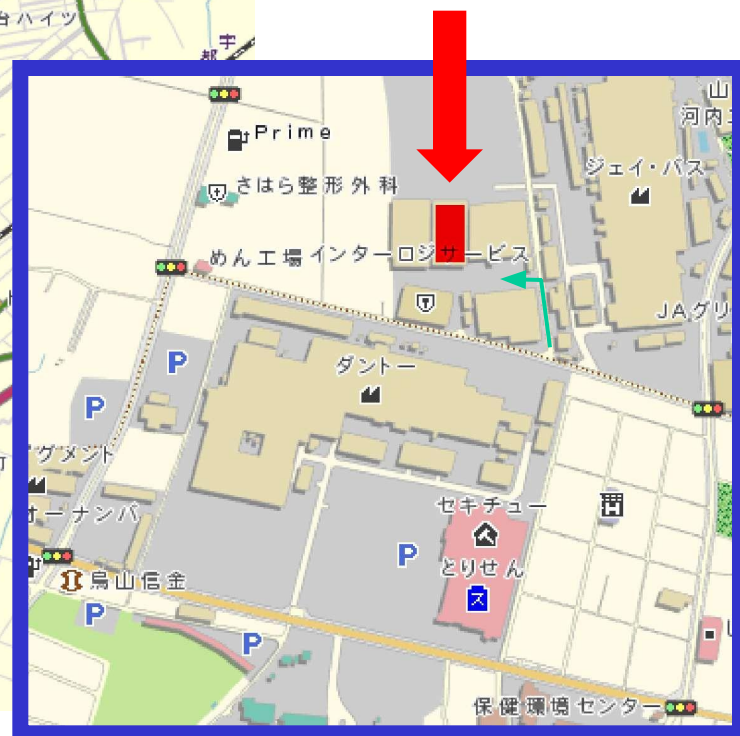 台ハイツ
宇
都
山
河内
Prime
ジェイ・バス
さはら整形外科
めん工場
インターロジサービス
JAグリ
ダントー
P
P
グメント
セキチュー
オーナンバ
P
とりせん
烏山信金
ス
P
P
保健環境センター